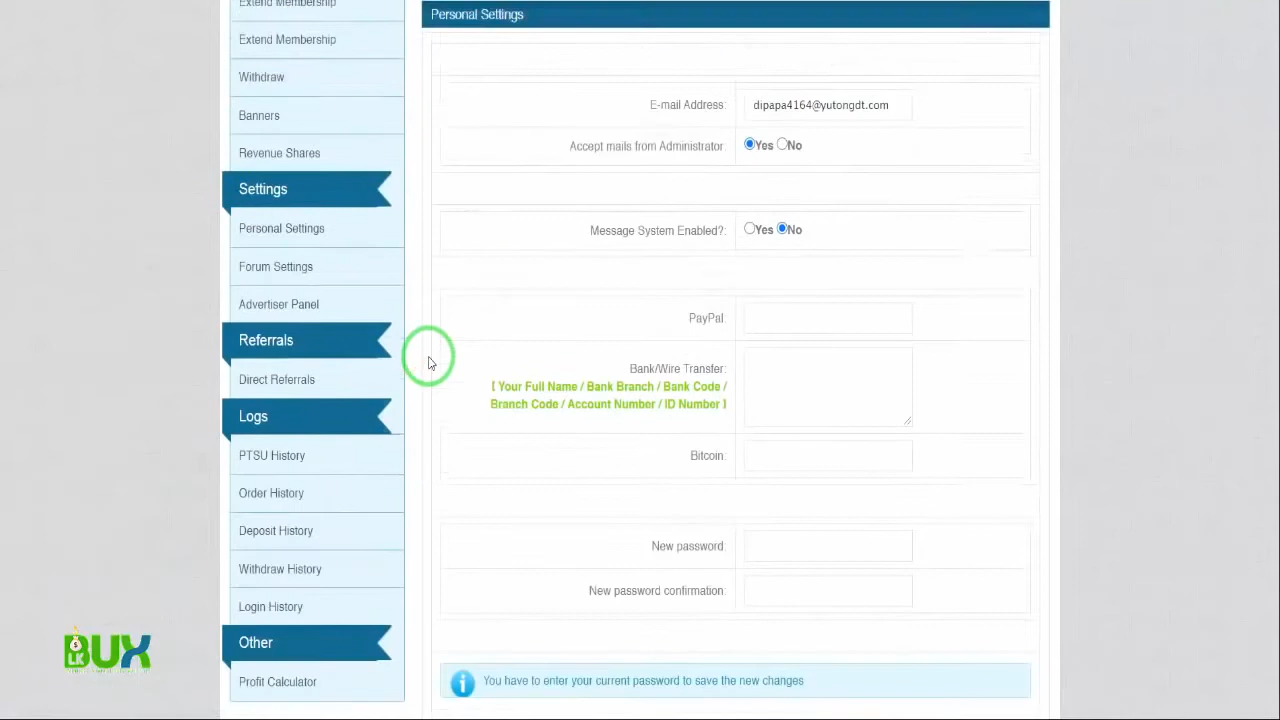 Extend Membership
Extend Membership
Withdraw
Banners
Revenue Shares
Settings
Personal Settings
Forum Settings
Advertiser Panel
Referrals
Direct Referrals
Logs
PTSU History
Order History
Deposit History
Withdraw History
Login History
Other
Profit Calculator
Personal Settings
E-mail Address: dipapa4164@yutongdt.com
Accept mails from Administrator: Yes No
Message System Enabled?: Yes No
PayPal:
Bank/Wire Transfer:
( Your Full Name / Bank Branch / Bank Code /
Branch Code / Account Number / ID Number )
Bitcoin:
New password:
New password confirmation:
You have to enter your current password to save the new changes
LK
BUX